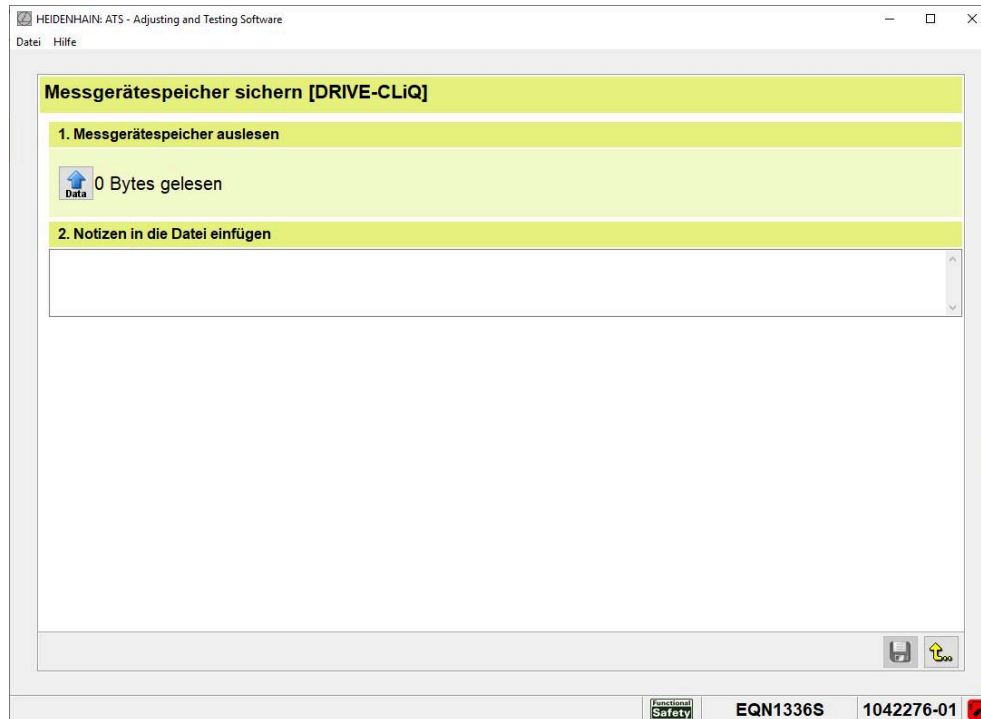 HEIDENHAIN: ATS - Adjusting and Testing Software
Datei Hilfe
Messgerätespeicher sichern [DRIVE-CLiQ]
1. Messgerätespeicher auslesen
Data
0 Bytes gelesen
2. Notizen in die Datei einfügen
Functional
Safety
EQN1336S
1042276-01